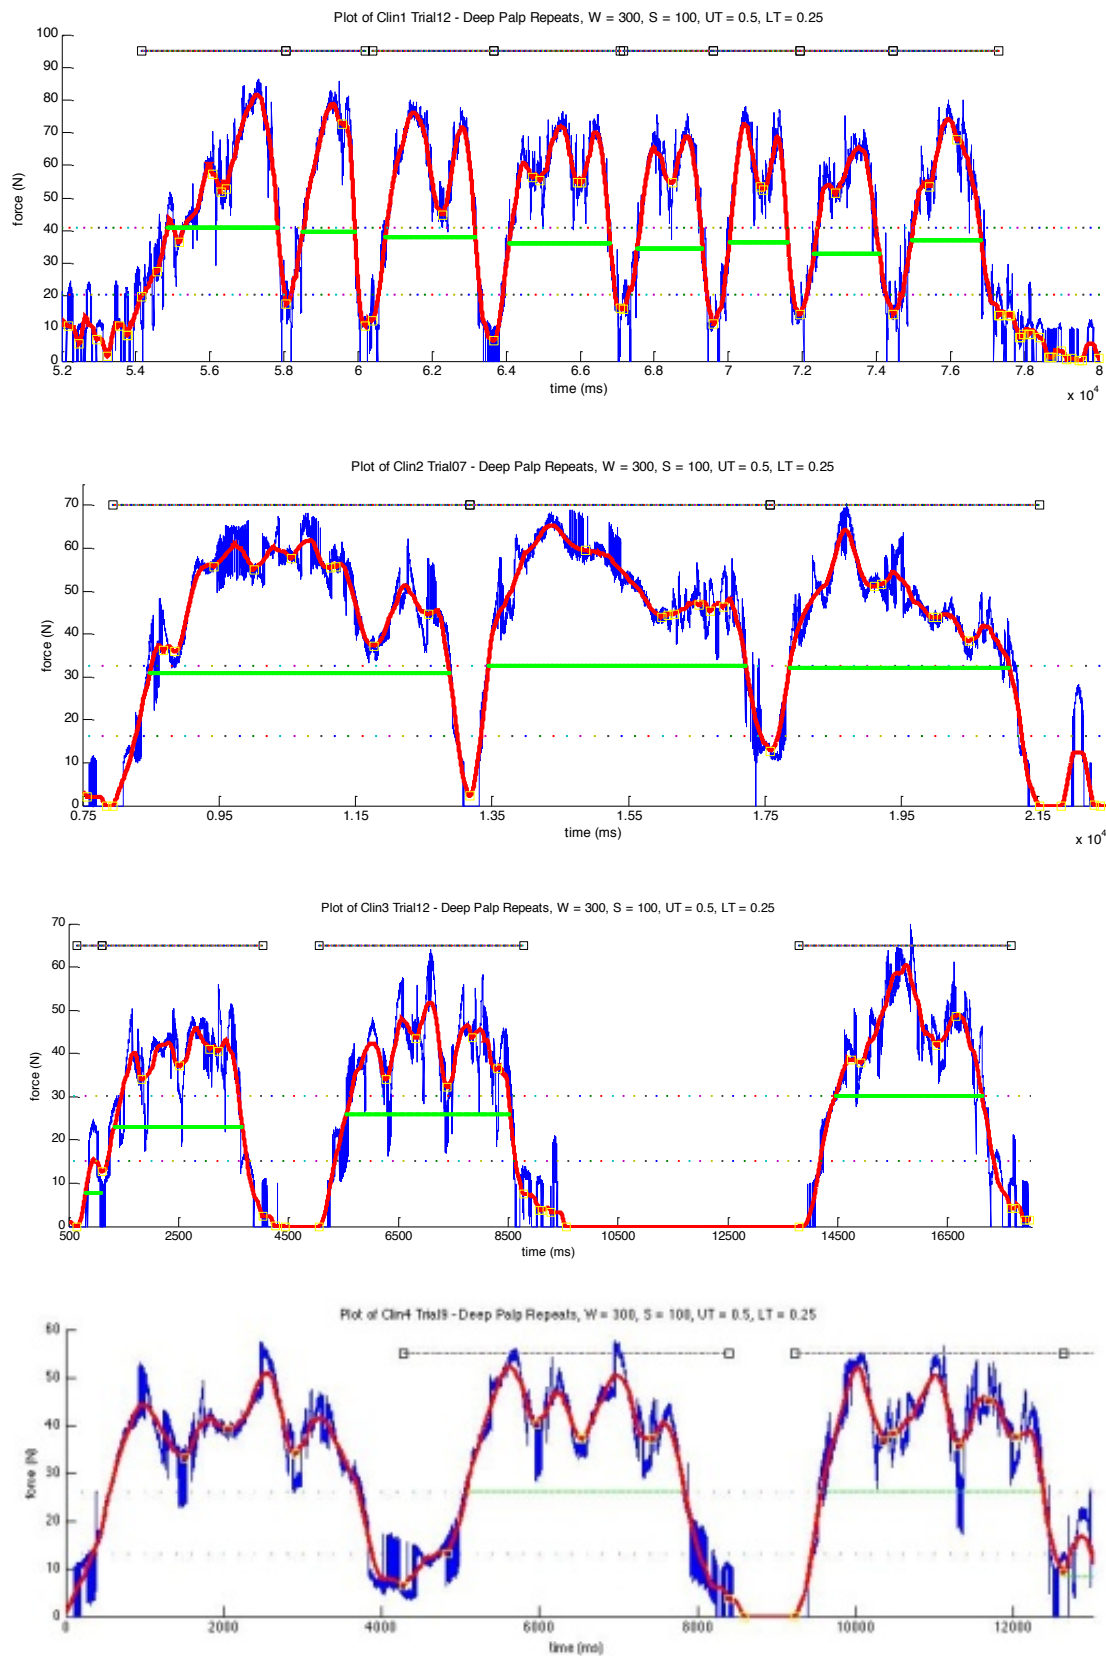 Plot of Clin1 Trial12 - Deep Palp Repeats, W = 300, S = 100, UT = 0.5, LT = 0.25
100
90
80
70
60
50
40
30
20
10
0
force (N)
5.2 5.4 5.6 5.8 6 6.2 6.4 6.6 6.8 7.0 7.2 7.4 7.6 7.8 8
time (ms)
x 10^4
Plot of Clin2 Trial07 - Deep Palp Repeats, W = 300, S = 100, UT = 0.5, LT = 0.25
70
60
50
40
30
20
10
0
force (N)
0.75 0.95 1.15 1.35 1.55 1.75 1.95 2.15
time (ms)
x 10^4
Plot of Clin3 Trial12 - Deep Palp Repeats, W = 300, S = 100, UT = 0.5, LT = 0.25
70
60
50
40
30
20
10
0
force (N)
500 2500 4500 6500 8500 10500 12500 14500 16500
time (ms)
Plot of Clin4 Trial9 - Deep Palp Repeats, W = 300, S = 100, UT = 0.5, LT = 0.25
60
50
40
30
20
10
0
force (N)
0 2000 4000 6000 8000 10000 12000
time (ms)